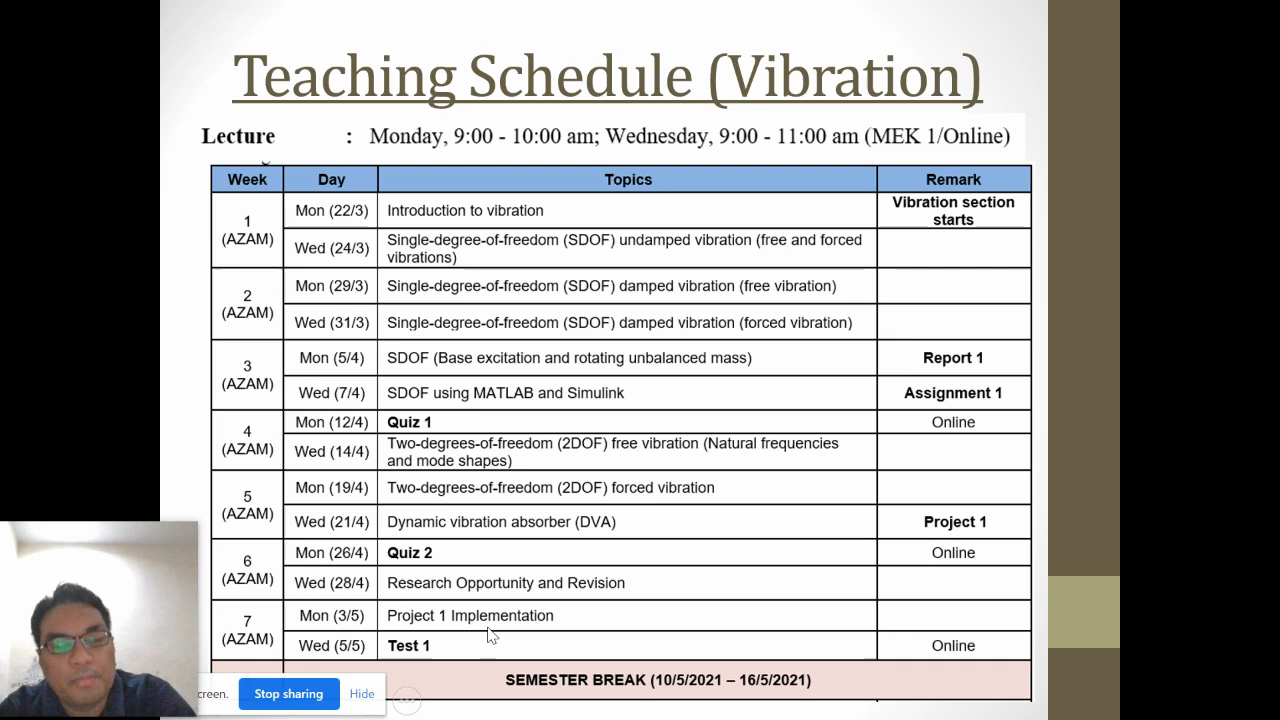 Teaching Schedule (Vibration)
Lecture : Monday, 9:00 - 10:00 am; Wednesday, 9:00 - 11:00 am (MEK 1/Online)
Week Day Topics Remark
1 (AZAM) Mon (22/3) Introduction to vibration Vibration section starts
Wed (24/3) Single-degree-of-freedom (SDOF) undamped vibration (free and forced vibrations)
2 (AZAM) Mon (29/3) Single-degree-of-freedom (SDOF) damped vibration (free vibration)
Wed (31/3) Single-degree-of-freedom (SDOF) damped vibration (forced vibration)
3 (AZAM) Mon (5/4) SDOF (Base excitation and rotating unbalanced mass) Report 1
Wed (7/4) SDOF using MATLAB and Simulink Assignment 1
4 (AZAM) Mon (12/4) Quiz 1 Online
Wed (14/4) Two-degrees-of-freedom (2DOF) free vibration (Natural frequencies and mode shapes)
5 (AZAM) Mon (19/4) Two-degrees-of-freedom (2DOF) forced vibration
Wed (21/4) Dynamic vibration absorber (DVA) Project 1
6 (AZAM) Mon (26/4) Quiz 2 Online
Wed (28/4) Research Opportunity and Revision
7 (AZAM) Mon (3/5) Project 1 Implementation
Wed (5/5) Test 1 Online
SEMESTER BREAK (10/5/2021 – 16/5/2021)
creen. Stop sharing Hide